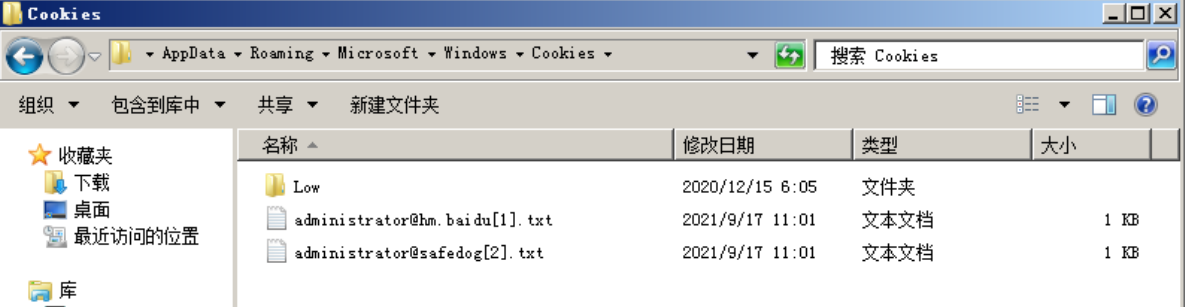 Cookies
AppData Roaming Microsoft Windows Cookies 搜索 Cookies
组织 包含到库中 共享 新建文件夹
收藏夹
下载
桌面
最近访问的位置
库
名称 修改日期 类型 大小
Low 2020/12/15 6:05 文件夹
administrator@hm.baidu[1].txt 2021/9/17 11:01 文本文档 1 KB
administrator@safedog[2].txt 2021/9/17 11:01 文本文档 1 KB